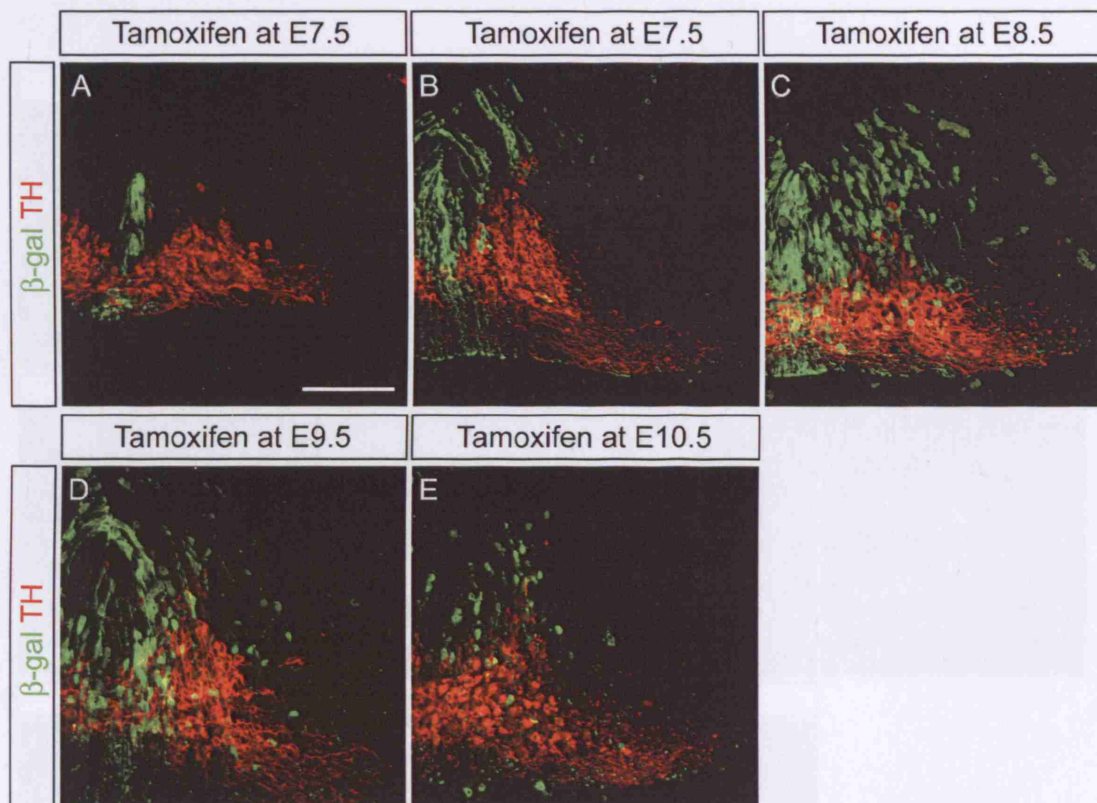 Tamoxifen at E7.5
Tamoxifen at E7.5
Tamoxifen at E8.5
β-gal TH
A
B
C
Tamoxifen at E9.5
Tamoxifen at E10.5
β-gal TH
D
E